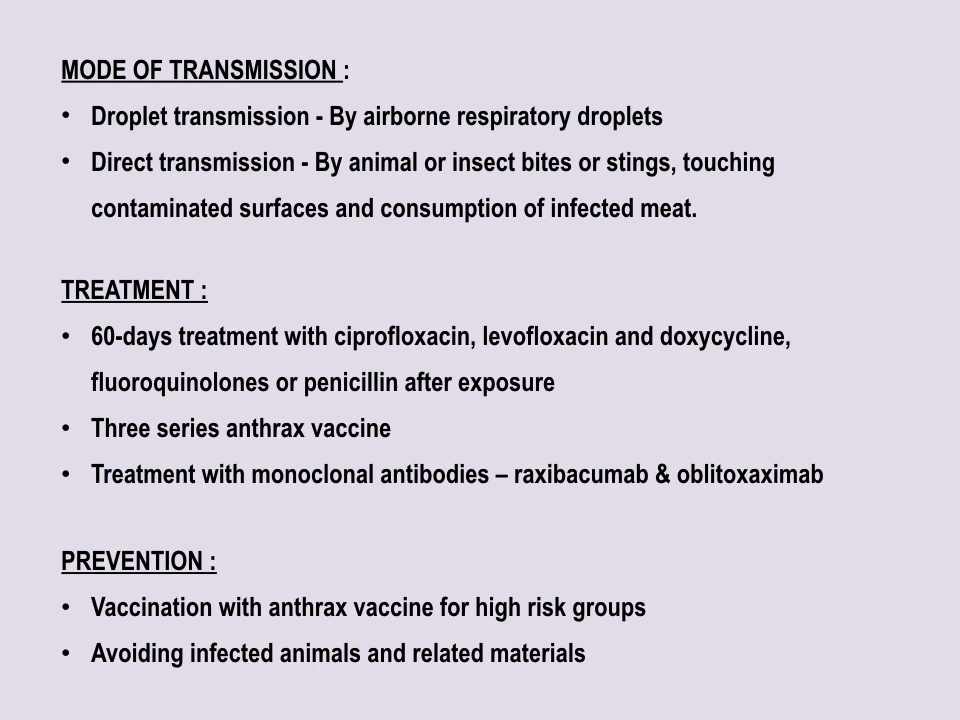 MODE OF TRANSMISSION :
• Droplet transmission - By airborne respiratory droplets
• Direct transmission - By animal or insect bites or stings, touching
contaminated surfaces and consumption of infected meat.
TREATMENT :
• 60-days treatment with ciprofloxacin, levofloxacin and doxycycline,
fluoroquinolones or penicillin after exposure
• Three series anthrax vaccine
• Treatment with monoclonal antibodies – raxibacumab & oblitoxaximab
PREVENTION :
• Vaccination with anthrax vaccine for high risk groups
• Avoiding infected animals and related materials